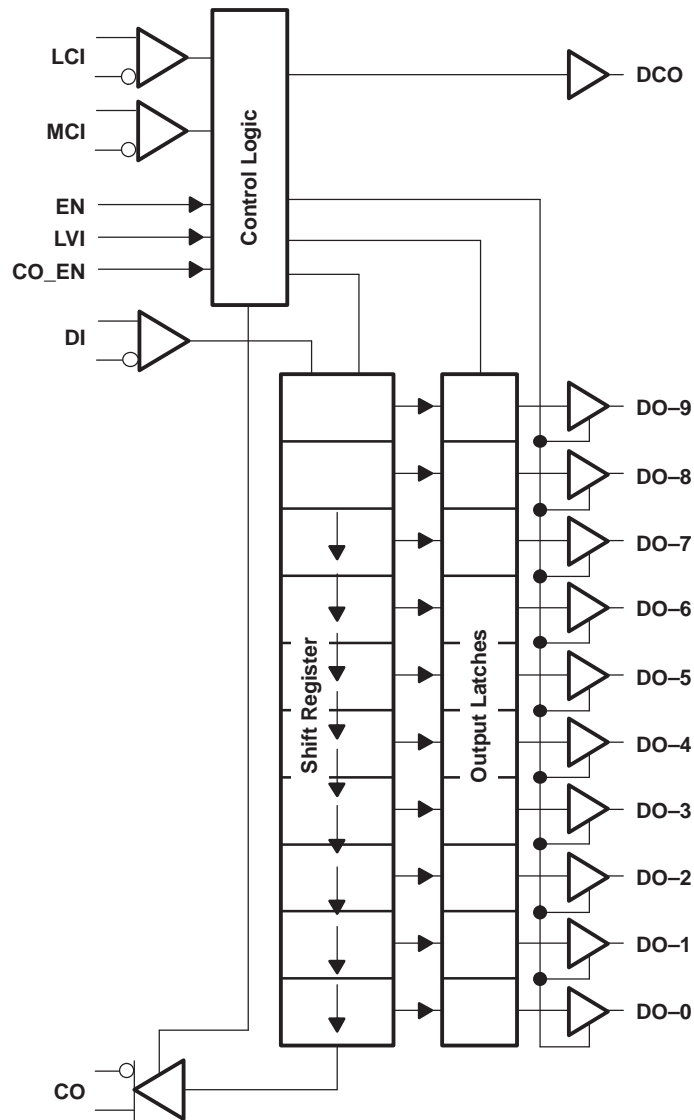 LCI
DCO
MCI
Control Logic
EN
LVI
CO_EN
DI
DO–9
DO–8
DO–7
DO–6
DO–5
DO–4
DO–3
DO–2
DO–1
DO–0
Shift Register
Output Latches
CO